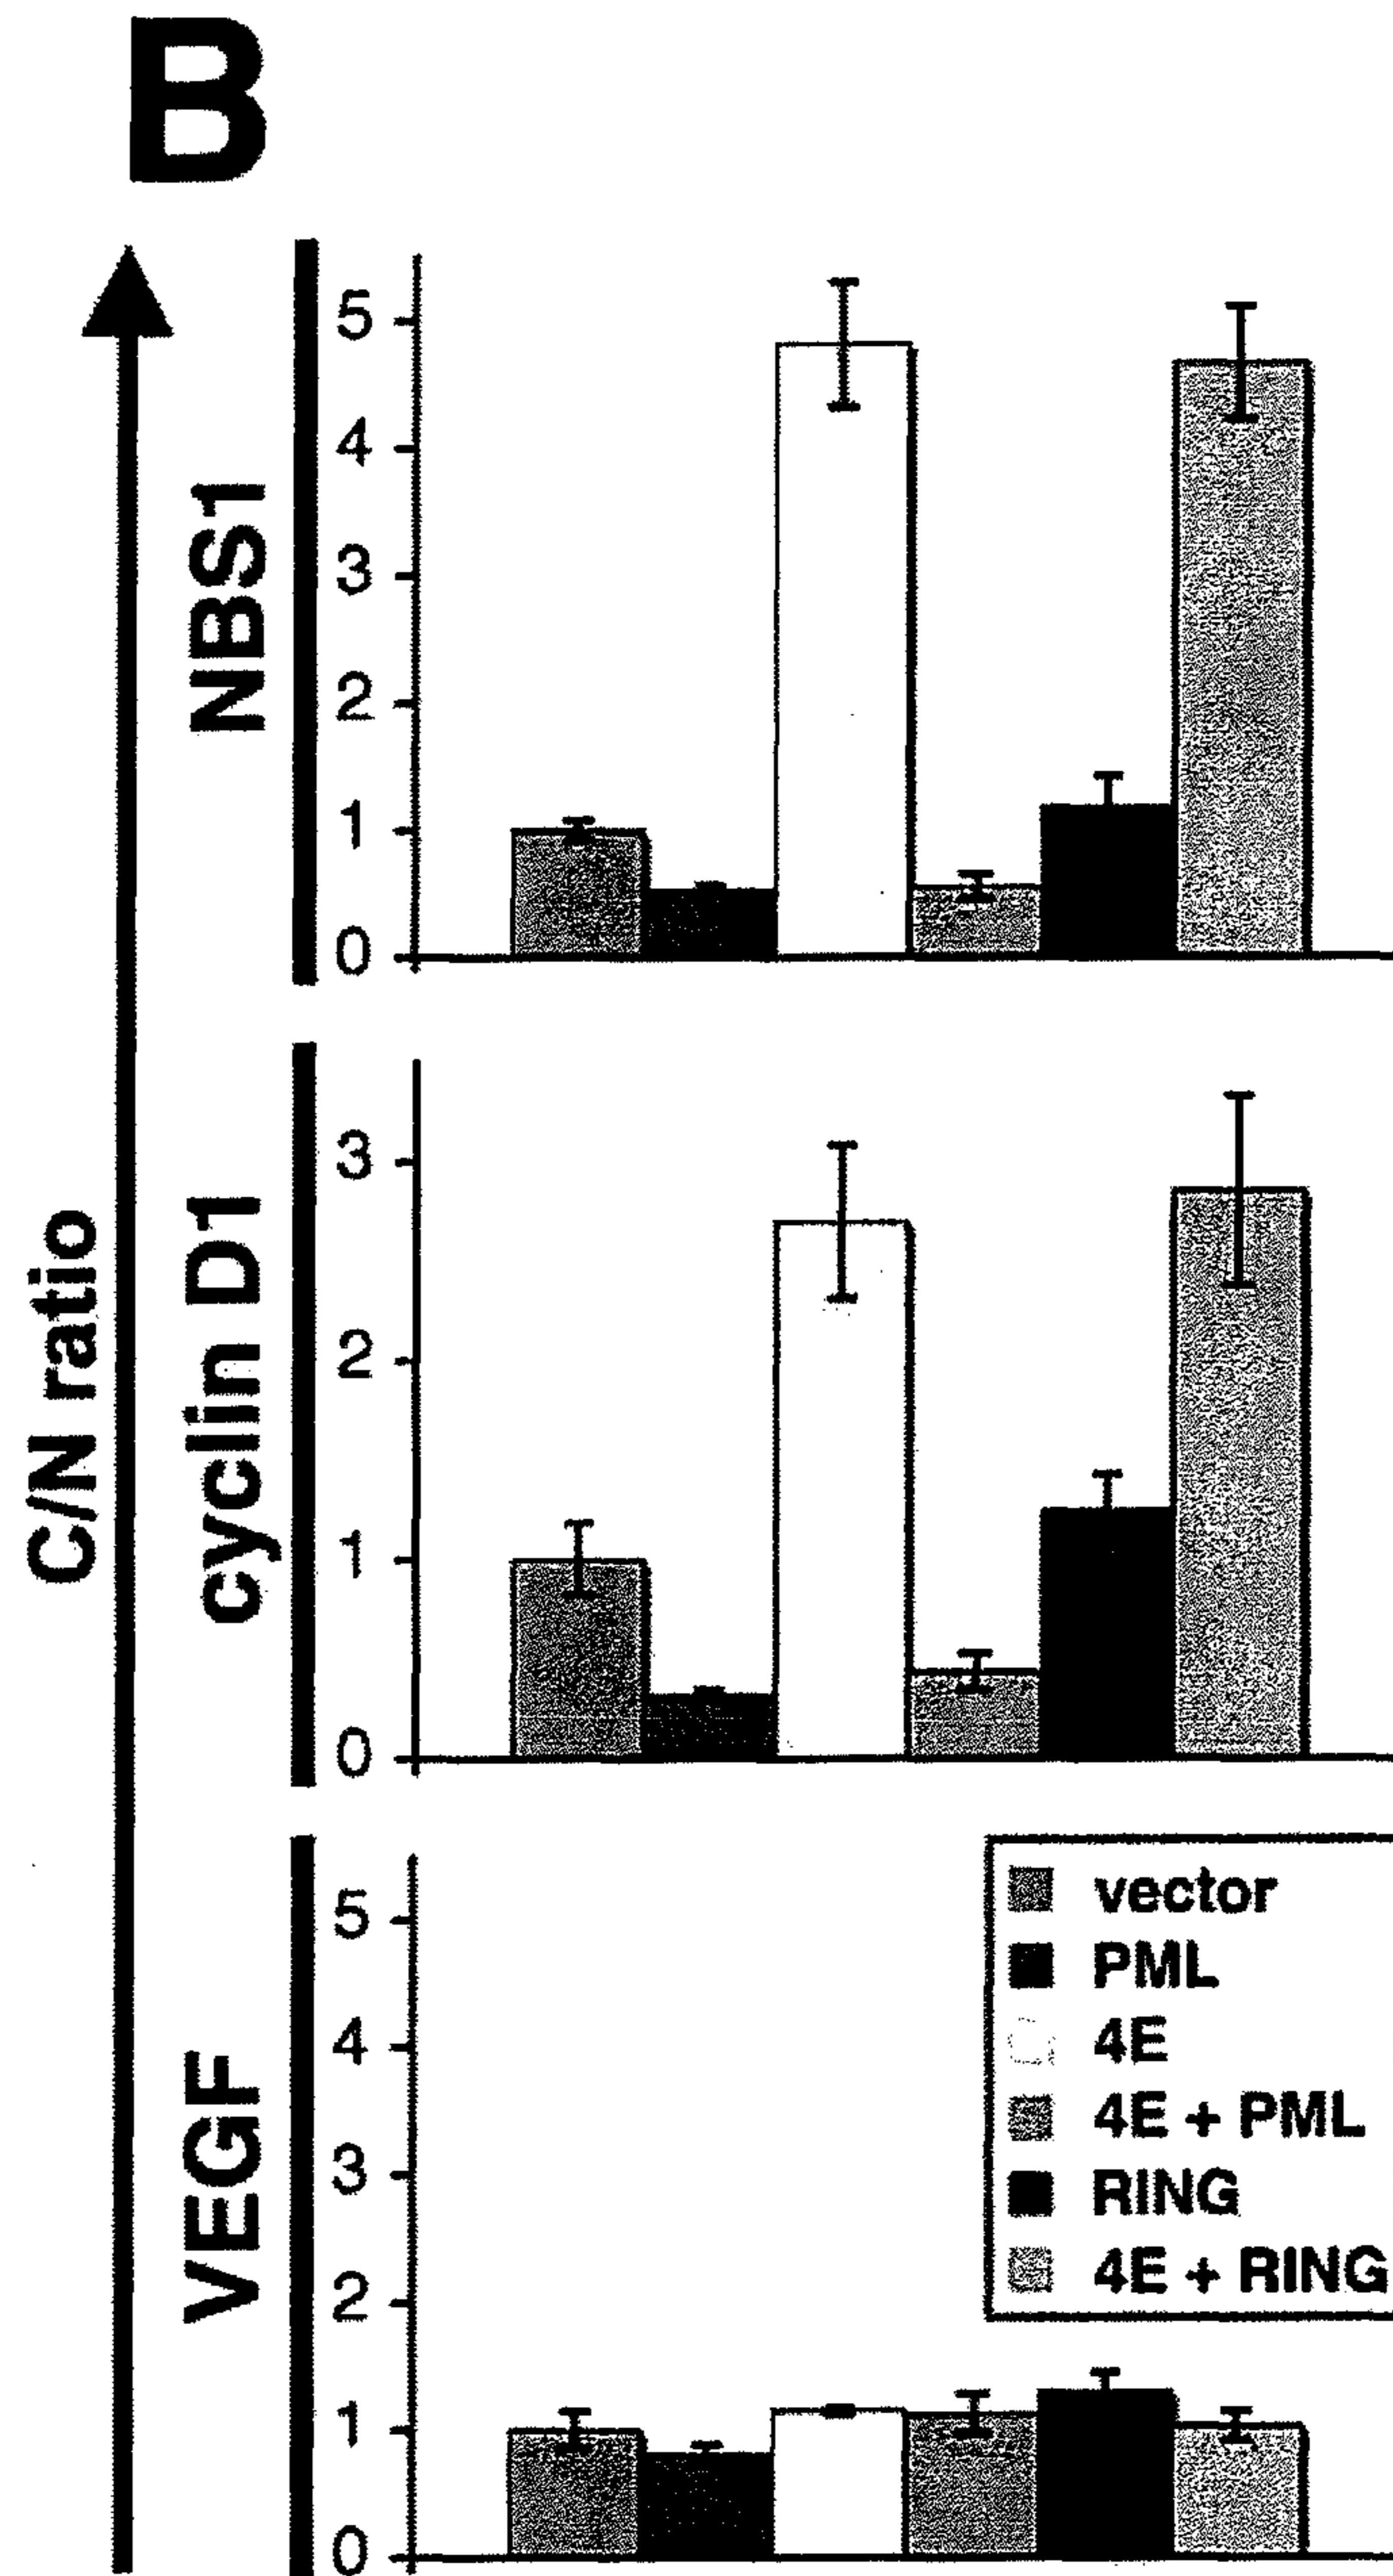 B
C/N ratio
NBS1
5
4
3
2
1
0
cyclin D1
3
2
1
0
VEGF
5
4
3
2
1
0
vector
PML
4E
4E + PML
RING
4E + RING